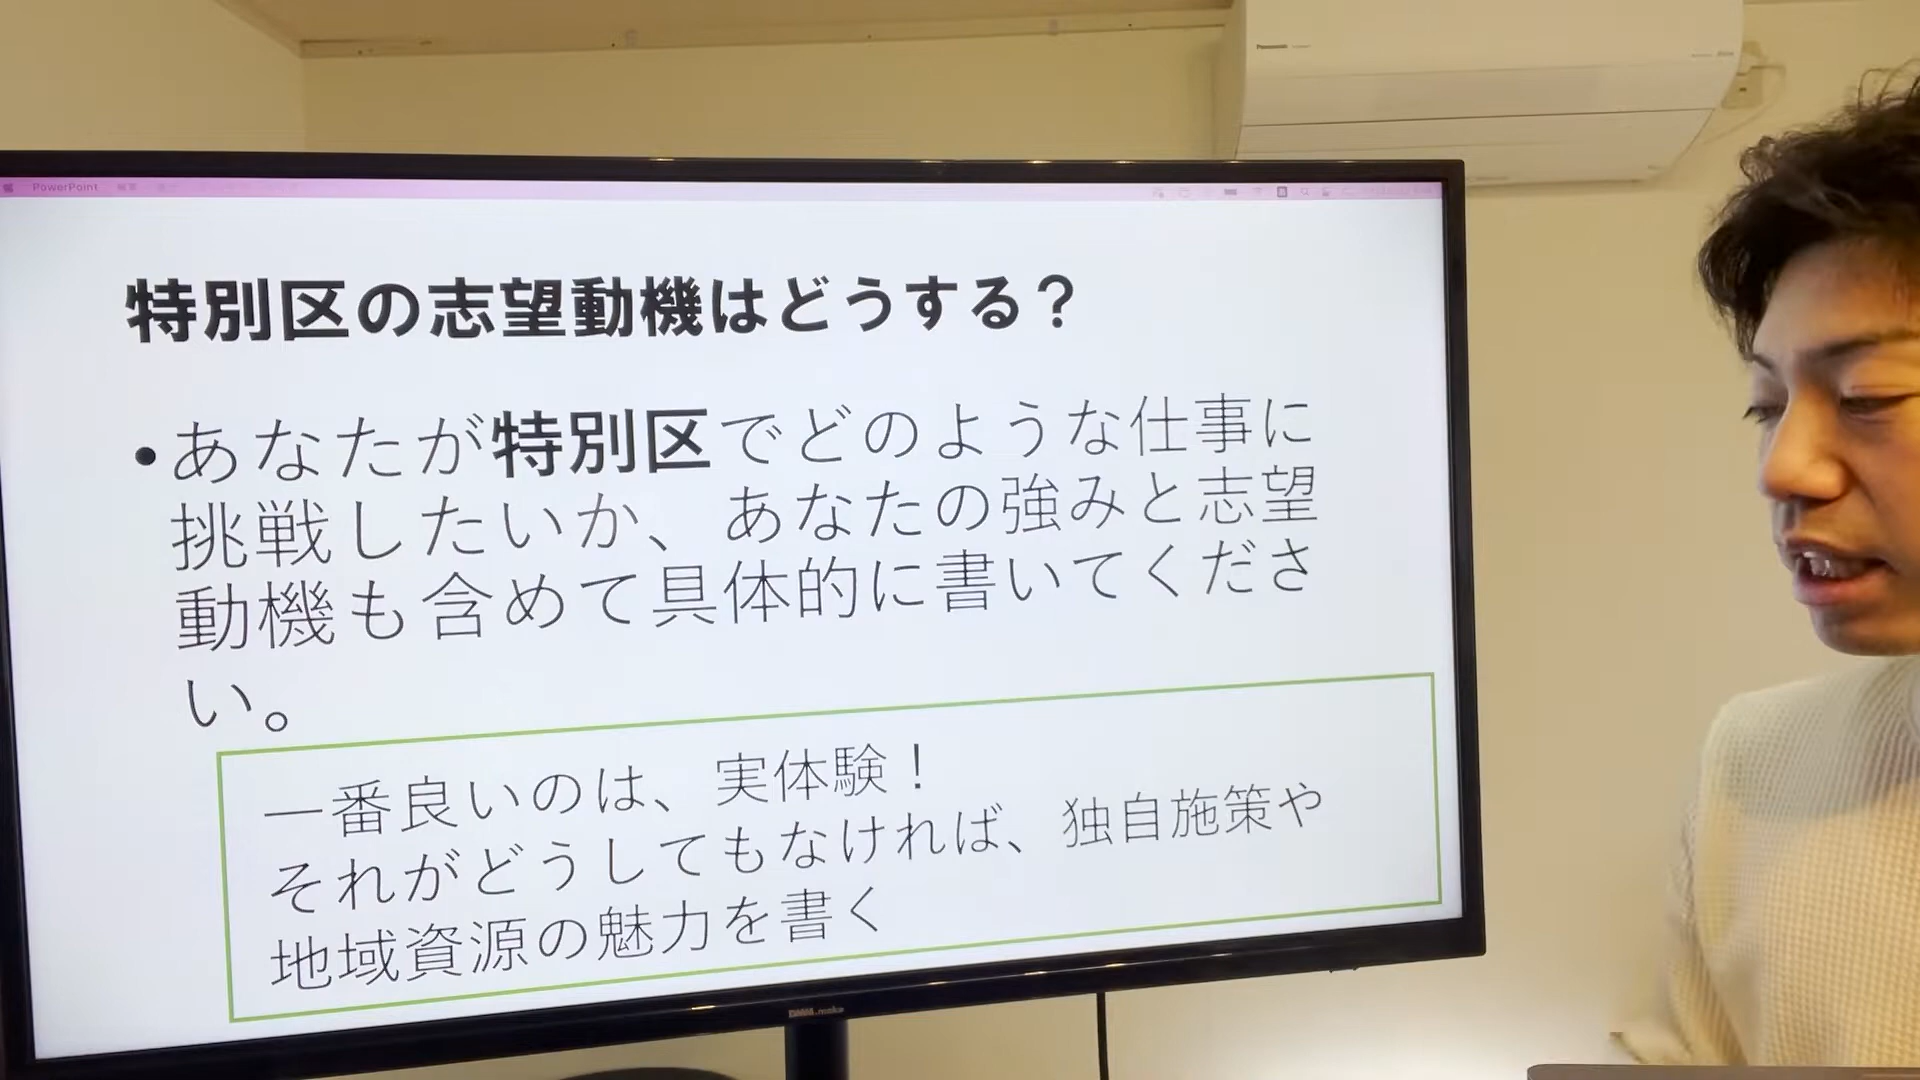 Panasonic
PowerPoint
特別区の志望動機はどうする？
•あなたが特別区でどのような仕事に
挑戦したいか、あなたの強みと志望
動機も含めて具体的に書いてくださ
い。
一番良いのは、実体験！
それがどうしてもなければ、独自施策や
地域資源の魅力を書く
DMM.make